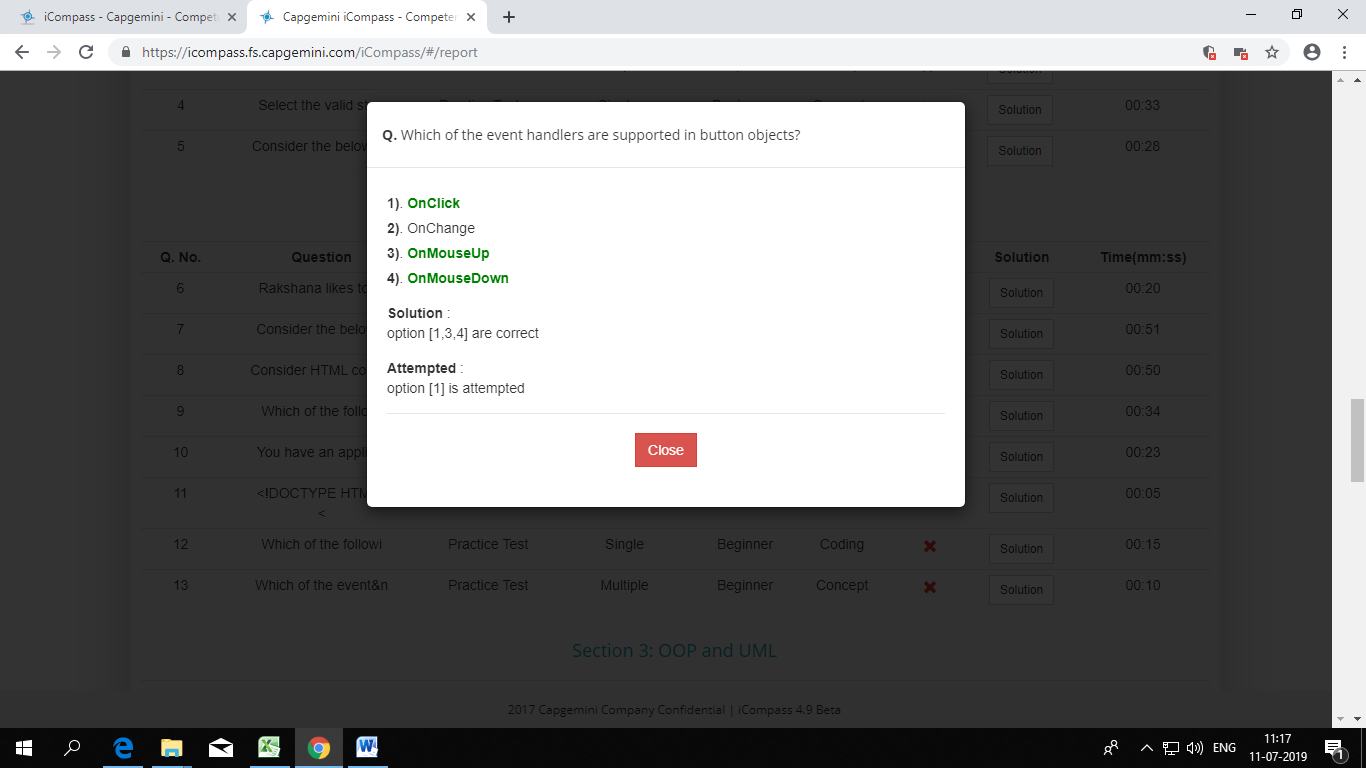 iCompass - Capgemini - Compet
Capgemini iCompass - Competen
https://icompass.fs.capgemini.com/iCompass/#/report
4 Select the valid st Solution 00:33
5 Consider the belov Solution 00:28
Q. Which of the event handlers are supported in button objects?
1). OnClick
2). OnChange
3). OnMouseUp
4). OnMouseDown
Solution :
option [1,3,4] are correct
Attempted :
option [1] is attempted
Close
Q. No. Question Solution Time(mm:ss)
6 Rakshana likes to Solution 00:20
7 Consider the belo Solution 00:51
8 Consider HTML co Solution 00:50
9 Which of the follo Solution 00:34
10 You have an appli Solution 00:23
11 <!DOCTYPE HTM Solution 00:05
<
12 Which of the followi Practice Test Single Beginner Coding Solution 00:15
13 Which of the event&n Practice Test Multiple Beginner Concept Solution 00:10
Section 3: OOP and UML
2017 Capgemini Company Confidential | iCompass 4.9 Beta
ENG
11:17
11-07-2019
1